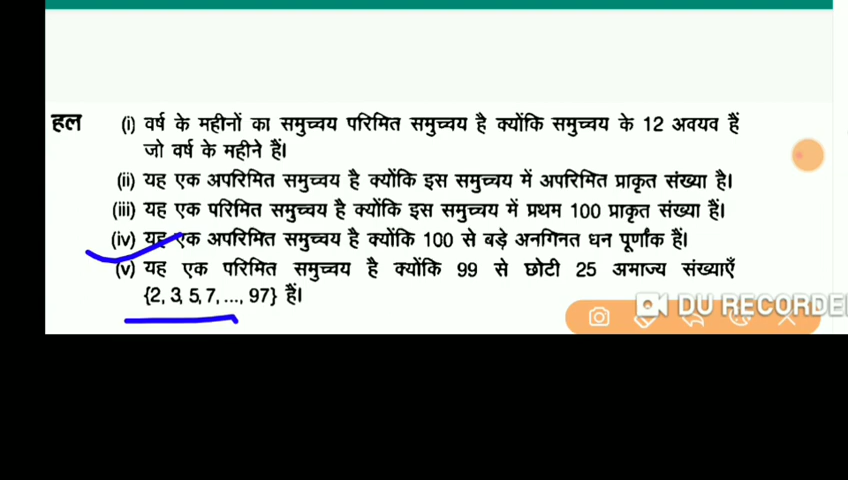 हल (i) वर्ष के महीनों का समुच्चय परिमित समुच्चय है क्योंकि समुच्चय के 12 अवयव हैं
जो वर्ष के महीने हैं।
(ii) यह एक अपरिमित समुच्चय है क्योंकि इस समुच्चय में अपरिमित प्राकृत संख्या है।
(iii) यह एक परिमित समुच्चय है क्योंकि इस समुच्चय में प्रथम 100 प्राकृत संख्या हैं।
(iv) यह एक अपरिमित समुच्चय है क्योंकि 100 से बड़े अनगिनत धन पूर्णांक हैं।
(v) यह एक परिमित समुच्चय है क्योंकि 99 से छोटी 25 अभाज्य संख्याएँ
{2, 3, 5, 7, ..., 97} हैं।
DU RECORDE